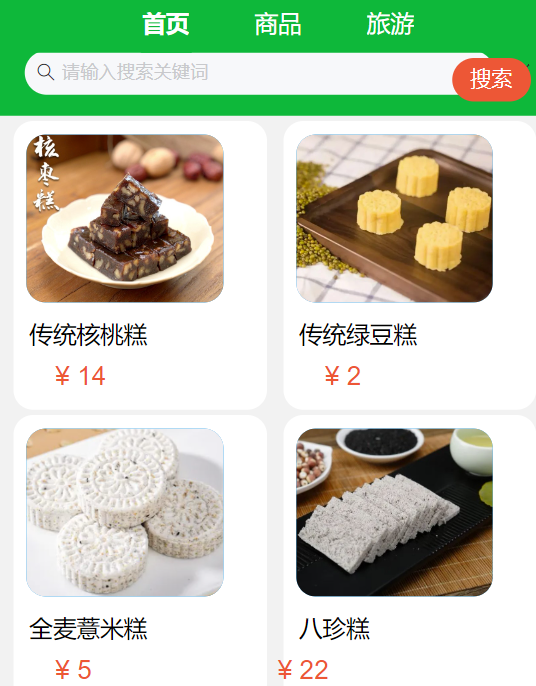 首页 商品 旅游
请输入搜索关键词 搜索
核枣糕
传统核桃糕 传统绿豆糕
¥ 14 ¥ 2
全麦薏米糕 八珍糕
¥ 5 ¥ 22